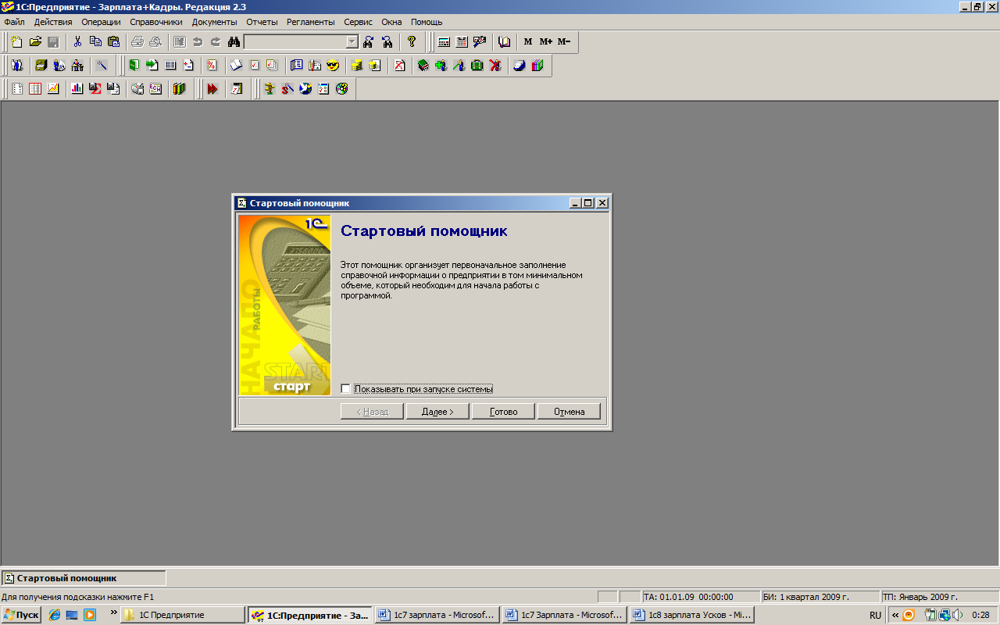 1С:Предприятие - Зарплата+Кадры. Редакция 2.3
Файл Действия Операции Справочники Документы Отчеты Регламенты Сервис Окна Помощь
M M+ M−
Стартовый помощник
1С
Стартовый помощник
Этот помощник организует первоначальное заполнение
справочной информации о предприятии в том минимальном
объеме, который необходим для начала работы с
программой.
НАЧАЛО
РАБОТЫ
START
старт
Показывать при запуске системы
< Назад Далее > Готово Отмена
Стартовый помощник
Для получения подсказки нажмите F1
ТА: 01.01.09 00:00:00 БИ: 1 квартал 2009 г. ТП: Январь 2009 г.
Пуск » 1С Предприятие 1С:Предприятие - За... 1с7 зарплата - Microsof... 1с7 Зарплата - Microsof... 1с8 зарплата Усков - Mi... RU « 0:28